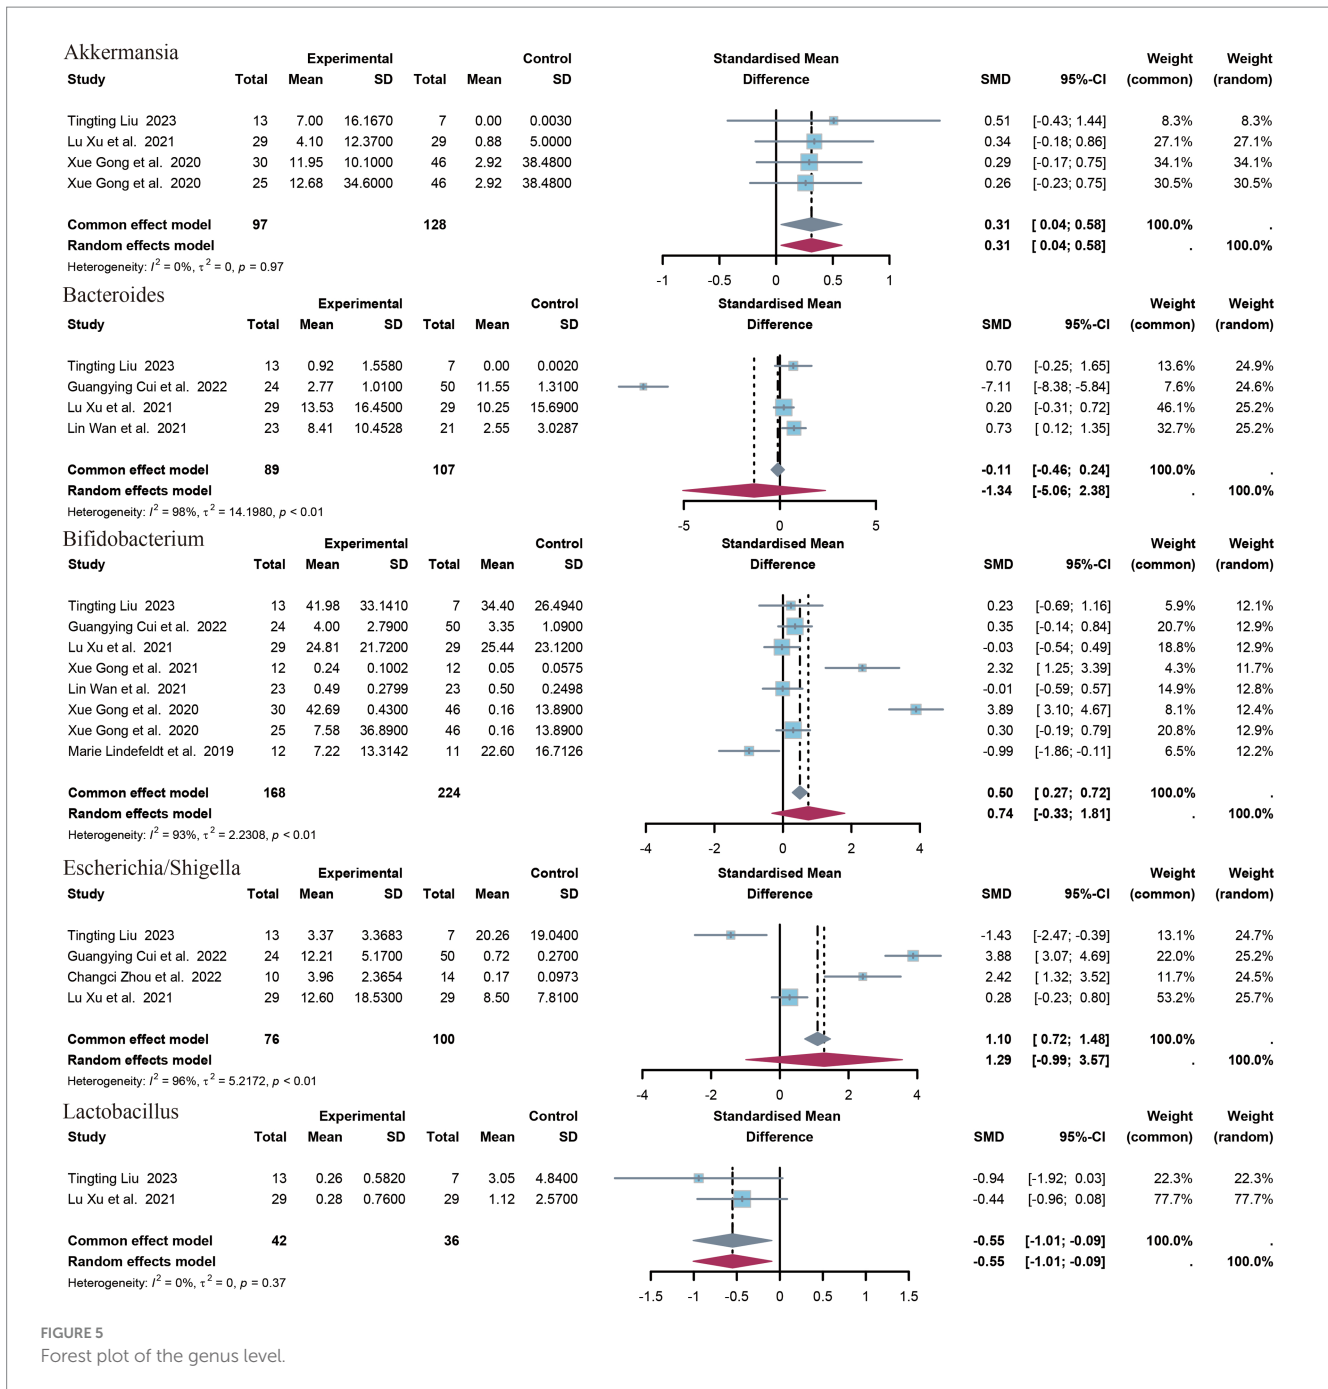 Akkermansia
Experimental Control Standardised Mean Weight Weight
Study Total Mean SD Total Mean SD Difference SMD 95%-CI (common) (random)
Tingting Liu 2023 13 7.00 16.1670 7 0.00 0.0030 0.51 [-0.43; 1.44] 8.3% 8.3%
Lu Xu et al. 2021 29 4.10 12.3700 29 0.88 5.0000 0.34 [-0.18; 0.86] 27.1% 27.1%
Xue Gong et al. 2020 30 11.95 10.1000 46 2.92 38.4800 0.29 [-0.17; 0.75] 34.1% 34.1%
Xue Gong et al. 2020 25 12.68 34.6000 46 2.92 38.4800 0.26 [-0.23; 0.75] 30.5% 30.5%
Common effect model 97 128 0.31 [ 0.04; 0.58] 100.0% .
Random effects model 0.31 [ 0.04; 0.58] . 100.0%
Heterogeneity: I² = 0%, τ² = 0, p = 0.97
-1 -0.5 0 0.5 1
Bacteroides
Experimental Control Standardised Mean Weight Weight
Study Total Mean SD Total Mean SD Difference SMD 95%-CI (common) (random)
Tingting Liu 2023 13 0.92 1.5580 7 0.00 0.0020 0.70 [-0.25; 1.65] 13.6% 24.9%
Guangying Cui et al. 2022 24 2.77 1.0100 50 11.55 1.3100 -7.11 [-8.38; -5.84] 7.6% 24.6%
Lu Xu et al. 2021 29 13.53 16.4500 29 10.25 15.6900 0.20 [-0.31; 0.72] 46.1% 25.2%
Lin Wan et al. 2021 23 8.41 10.4528 21 2.55 3.0287 0.73 [ 0.12; 1.35] 32.7% 25.2%
Common effect model 89 107 -0.11 [-0.46; 0.24] 100.0% .
Random effects model -1.34 [-5.06; 2.38] . 100.0%
Heterogeneity: I² = 98%, τ² = 14.1980, p < 0.01
-5 0 5
Bifidobacterium
Experimental Control Standardised Mean Weight Weight
Study Total Mean SD Total Mean SD Difference SMD 95%-CI (common) (random)
Tingting Liu 2023 13 41.98 33.1410 7 34.40 26.4940 0.23 [-0.69; 1.16] 5.9% 12.1%
Guangying Cui et al. 2022 24 4.00 2.7900 50 3.35 1.0900 0.35 [-0.14; 0.84] 20.7% 12.9%
Lu Xu et al. 2021 29 24.81 21.7200 29 25.44 23.1200 -0.03 [-0.54; 0.49] 18.8% 12.9%
Xue Gong et al. 2021 12 0.24 0.1002 12 0.05 0.0575 2.32 [ 1.25; 3.39] 4.3% 11.7%
Lin Wan et al. 2021 23 0.49 0.2799 23 0.50 0.2498 -0.01 [-0.59; 0.57] 14.9% 12.8%
Xue Gong et al. 2020 30 42.69 0.4300 46 0.16 13.8900 3.89 [ 3.10; 4.67] 8.1% 12.4%
Xue Gong et al. 2020 25 7.58 36.8900 46 0.16 13.8900 0.30 [-0.19; 0.79] 20.8% 12.9%
Marie Lindefeldt et al. 2019 12 7.22 13.3142 11 22.60 16.7126 -0.99 [-1.86; -0.11] 6.5% 12.2%
Common effect model 168 224 0.50 [ 0.27; 0.72] 100.0% .
Random effects model 0.74 [-0.33; 1.81] . 100.0%
Heterogeneity: I² = 93%, τ² = 2.2308, p < 0.01
-4 -2 0 2 4
Escherichia/Shigella
Experimental Control Standardised Mean Weight Weight
Study Total Mean SD Total Mean SD Difference SMD 95%-CI (common) (random)
Tingting Liu 2023 13 3.37 3.3683 7 20.26 19.0400 -1.43 [-2.47; -0.39] 13.1% 24.7%
Guangying Cui et al. 2022 24 12.21 5.1700 50 0.72 0.2700 3.88 [ 3.07; 4.69] 22.0% 25.2%
Changci Zhou et al. 2022 10 3.96 2.3654 14 0.17 0.0973 2.42 [ 1.32; 3.52] 11.7% 24.5%
Lu Xu et al. 2021 29 12.60 18.5300 29 8.50 7.8100 0.28 [-0.23; 0.80] 53.2% 25.7%
Common effect model 76 100 1.10 [ 0.72; 1.48] 100.0% .
Random effects model 1.29 [-0.99; 3.57] . 100.0%
Heterogeneity: I² = 96%, τ² = 5.2172, p < 0.01
-4 -2 0 2 4
Lactobacillus
Experimental Control Standardised Mean Weight Weight
Study Total Mean SD Total Mean SD Difference SMD 95%-CI (common) (random)
Tingting Liu 2023 13 0.26 0.5820 7 3.05 4.8400 -0.94 [-1.92; 0.03] 22.3% 22.3%
Lu Xu et al. 2021 29 0.28 0.7600 29 1.12 2.5700 -0.44 [-0.96; 0.08] 77.7% 77.7%
Common effect model 42 36 -0.55 [-1.01; -0.09] 100.0% .
Random effects model -0.55 [-1.01; -0.09] . 100.0%
Heterogeneity: I² = 0%, τ² = 0, p = 0.37
-1.5 -1 -0.5 0 0.5 1 1.5
FIGURE 5
Forest plot of the genus level.